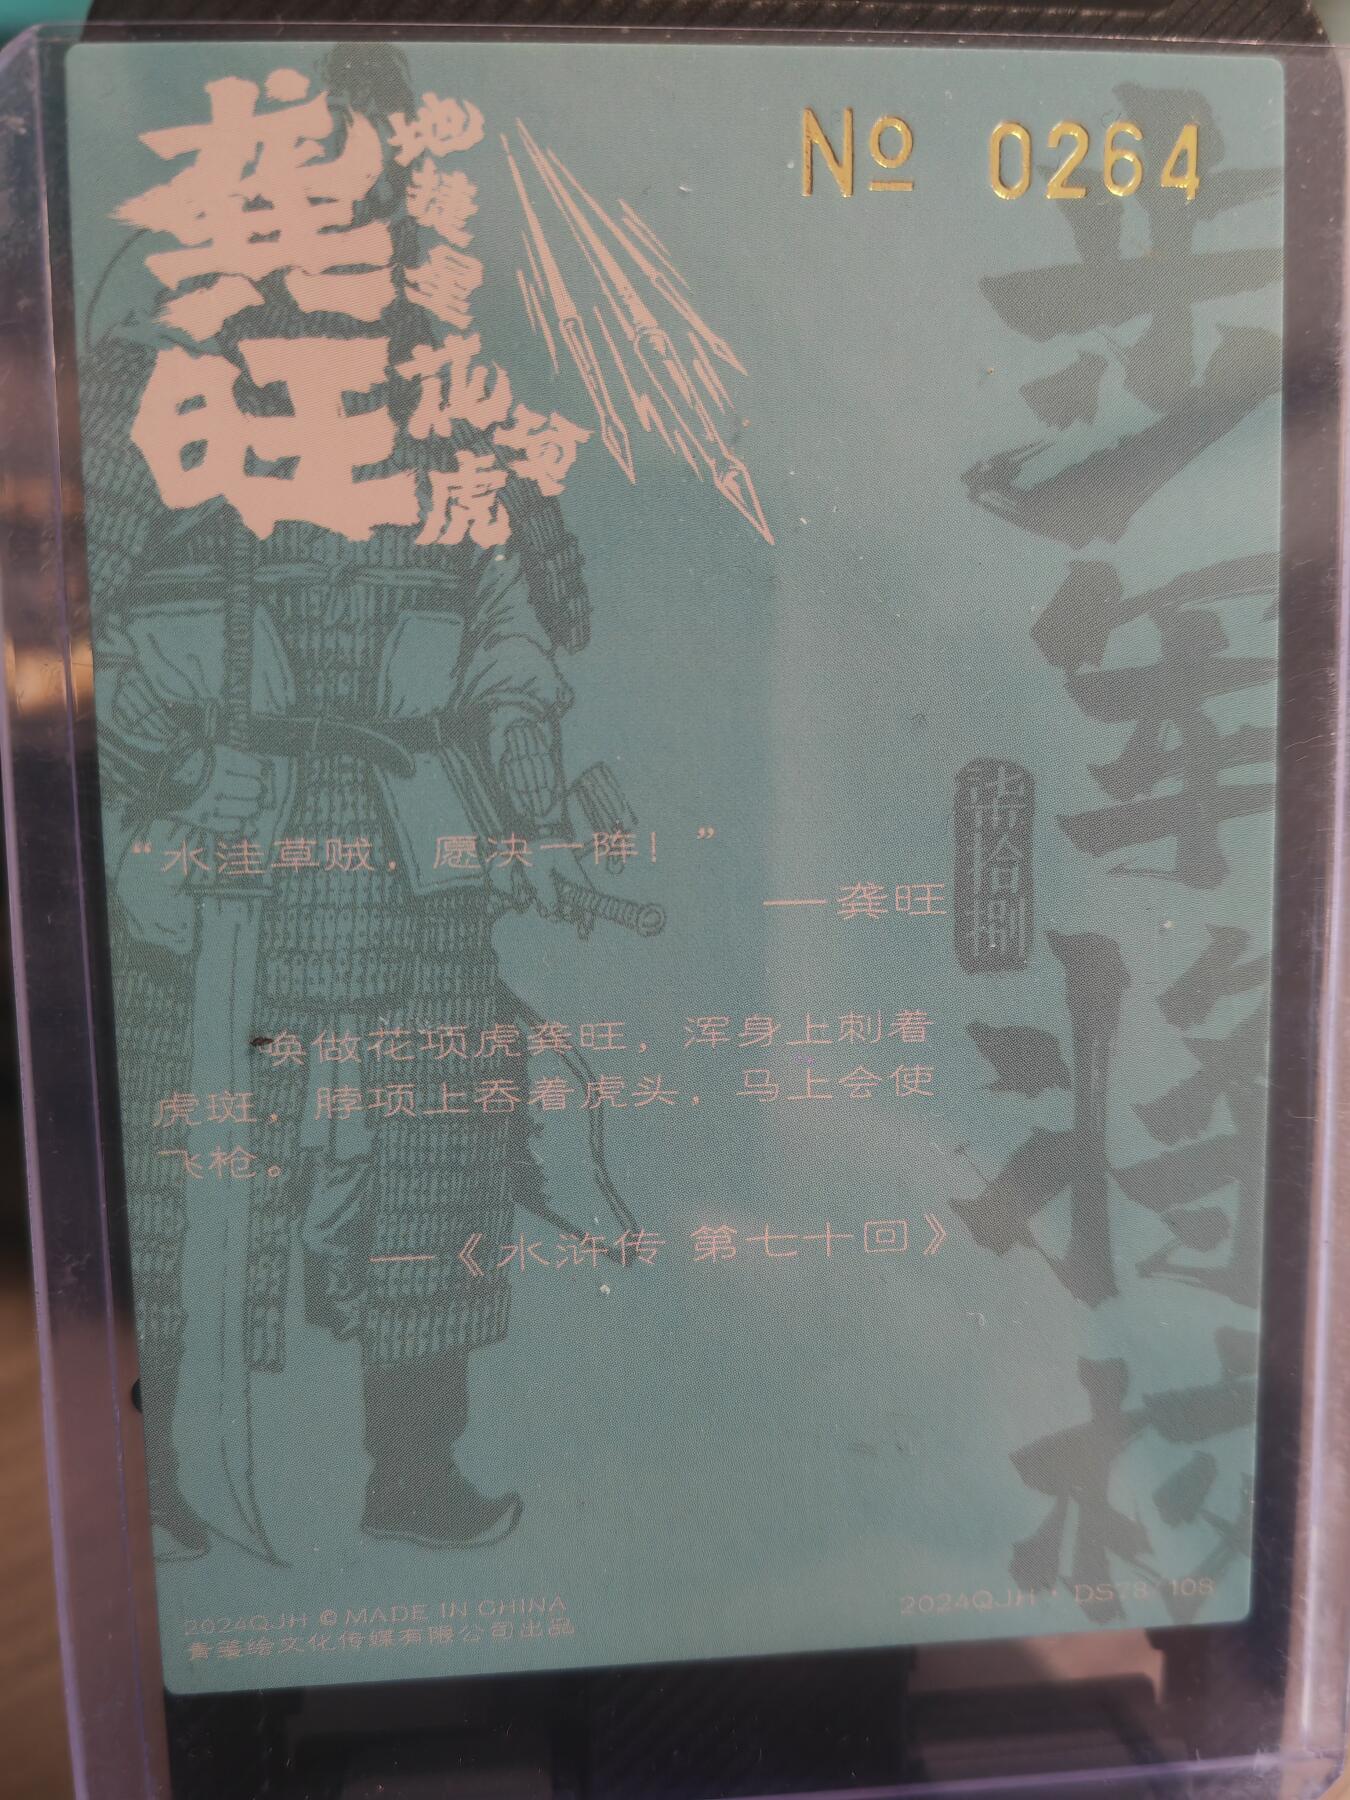 龚旺
地捷星
花项虎
№ 0264
步军将校
柒拾捌
“水洼草贼，愿决一阵！”
—龚旺
唤做花项虎龚旺，浑身上刺着
虎斑，脖项上吞着虎头，马上会使
飞枪。
—《水浒传 第七十回》
2024QJH ©MADE IN CHINA
青姜绘文化传媒有限公司出品
2024QJH · DS78/108